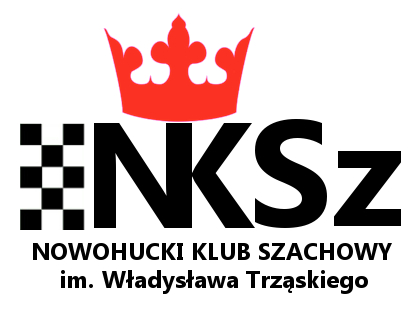 NKSz
NOWOHUCKI KLUB SZACHOWY
im. Władysława Trząskiego